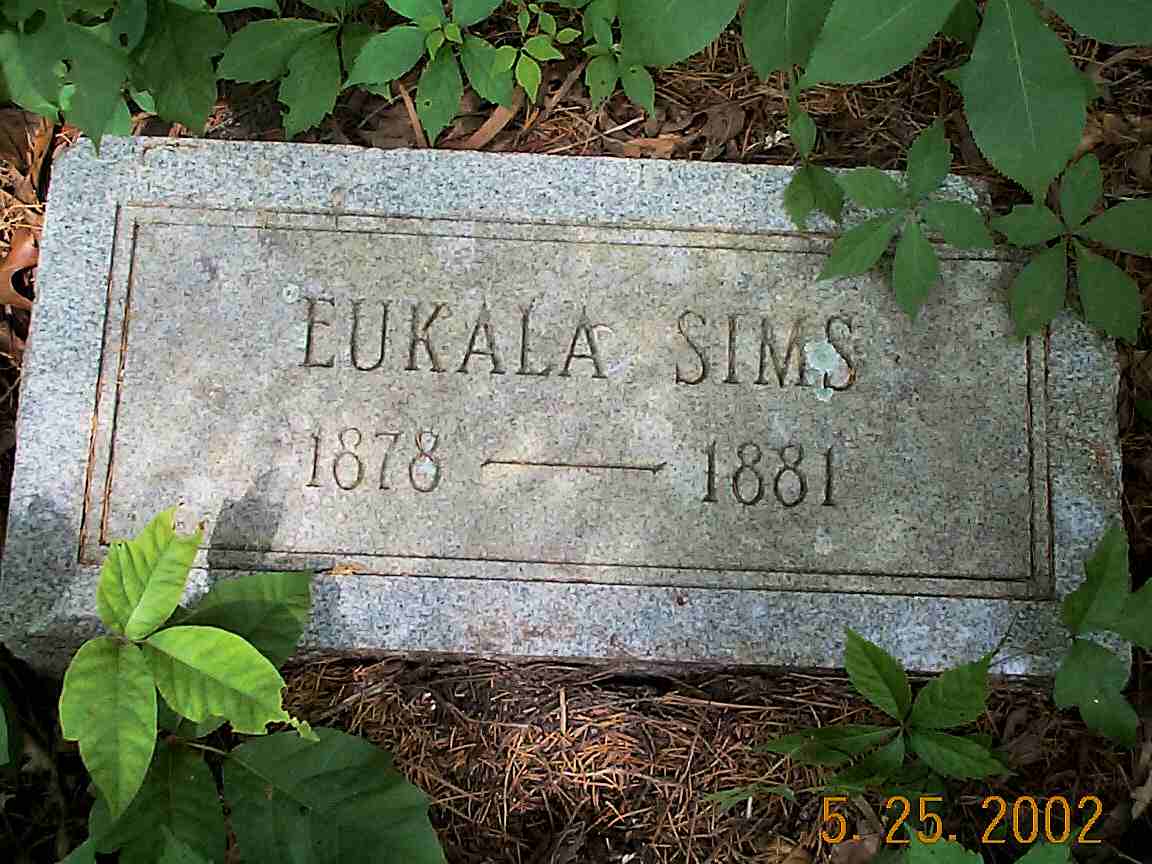 EUKALA SIMS
1878 — 1881
5. 25. 2002